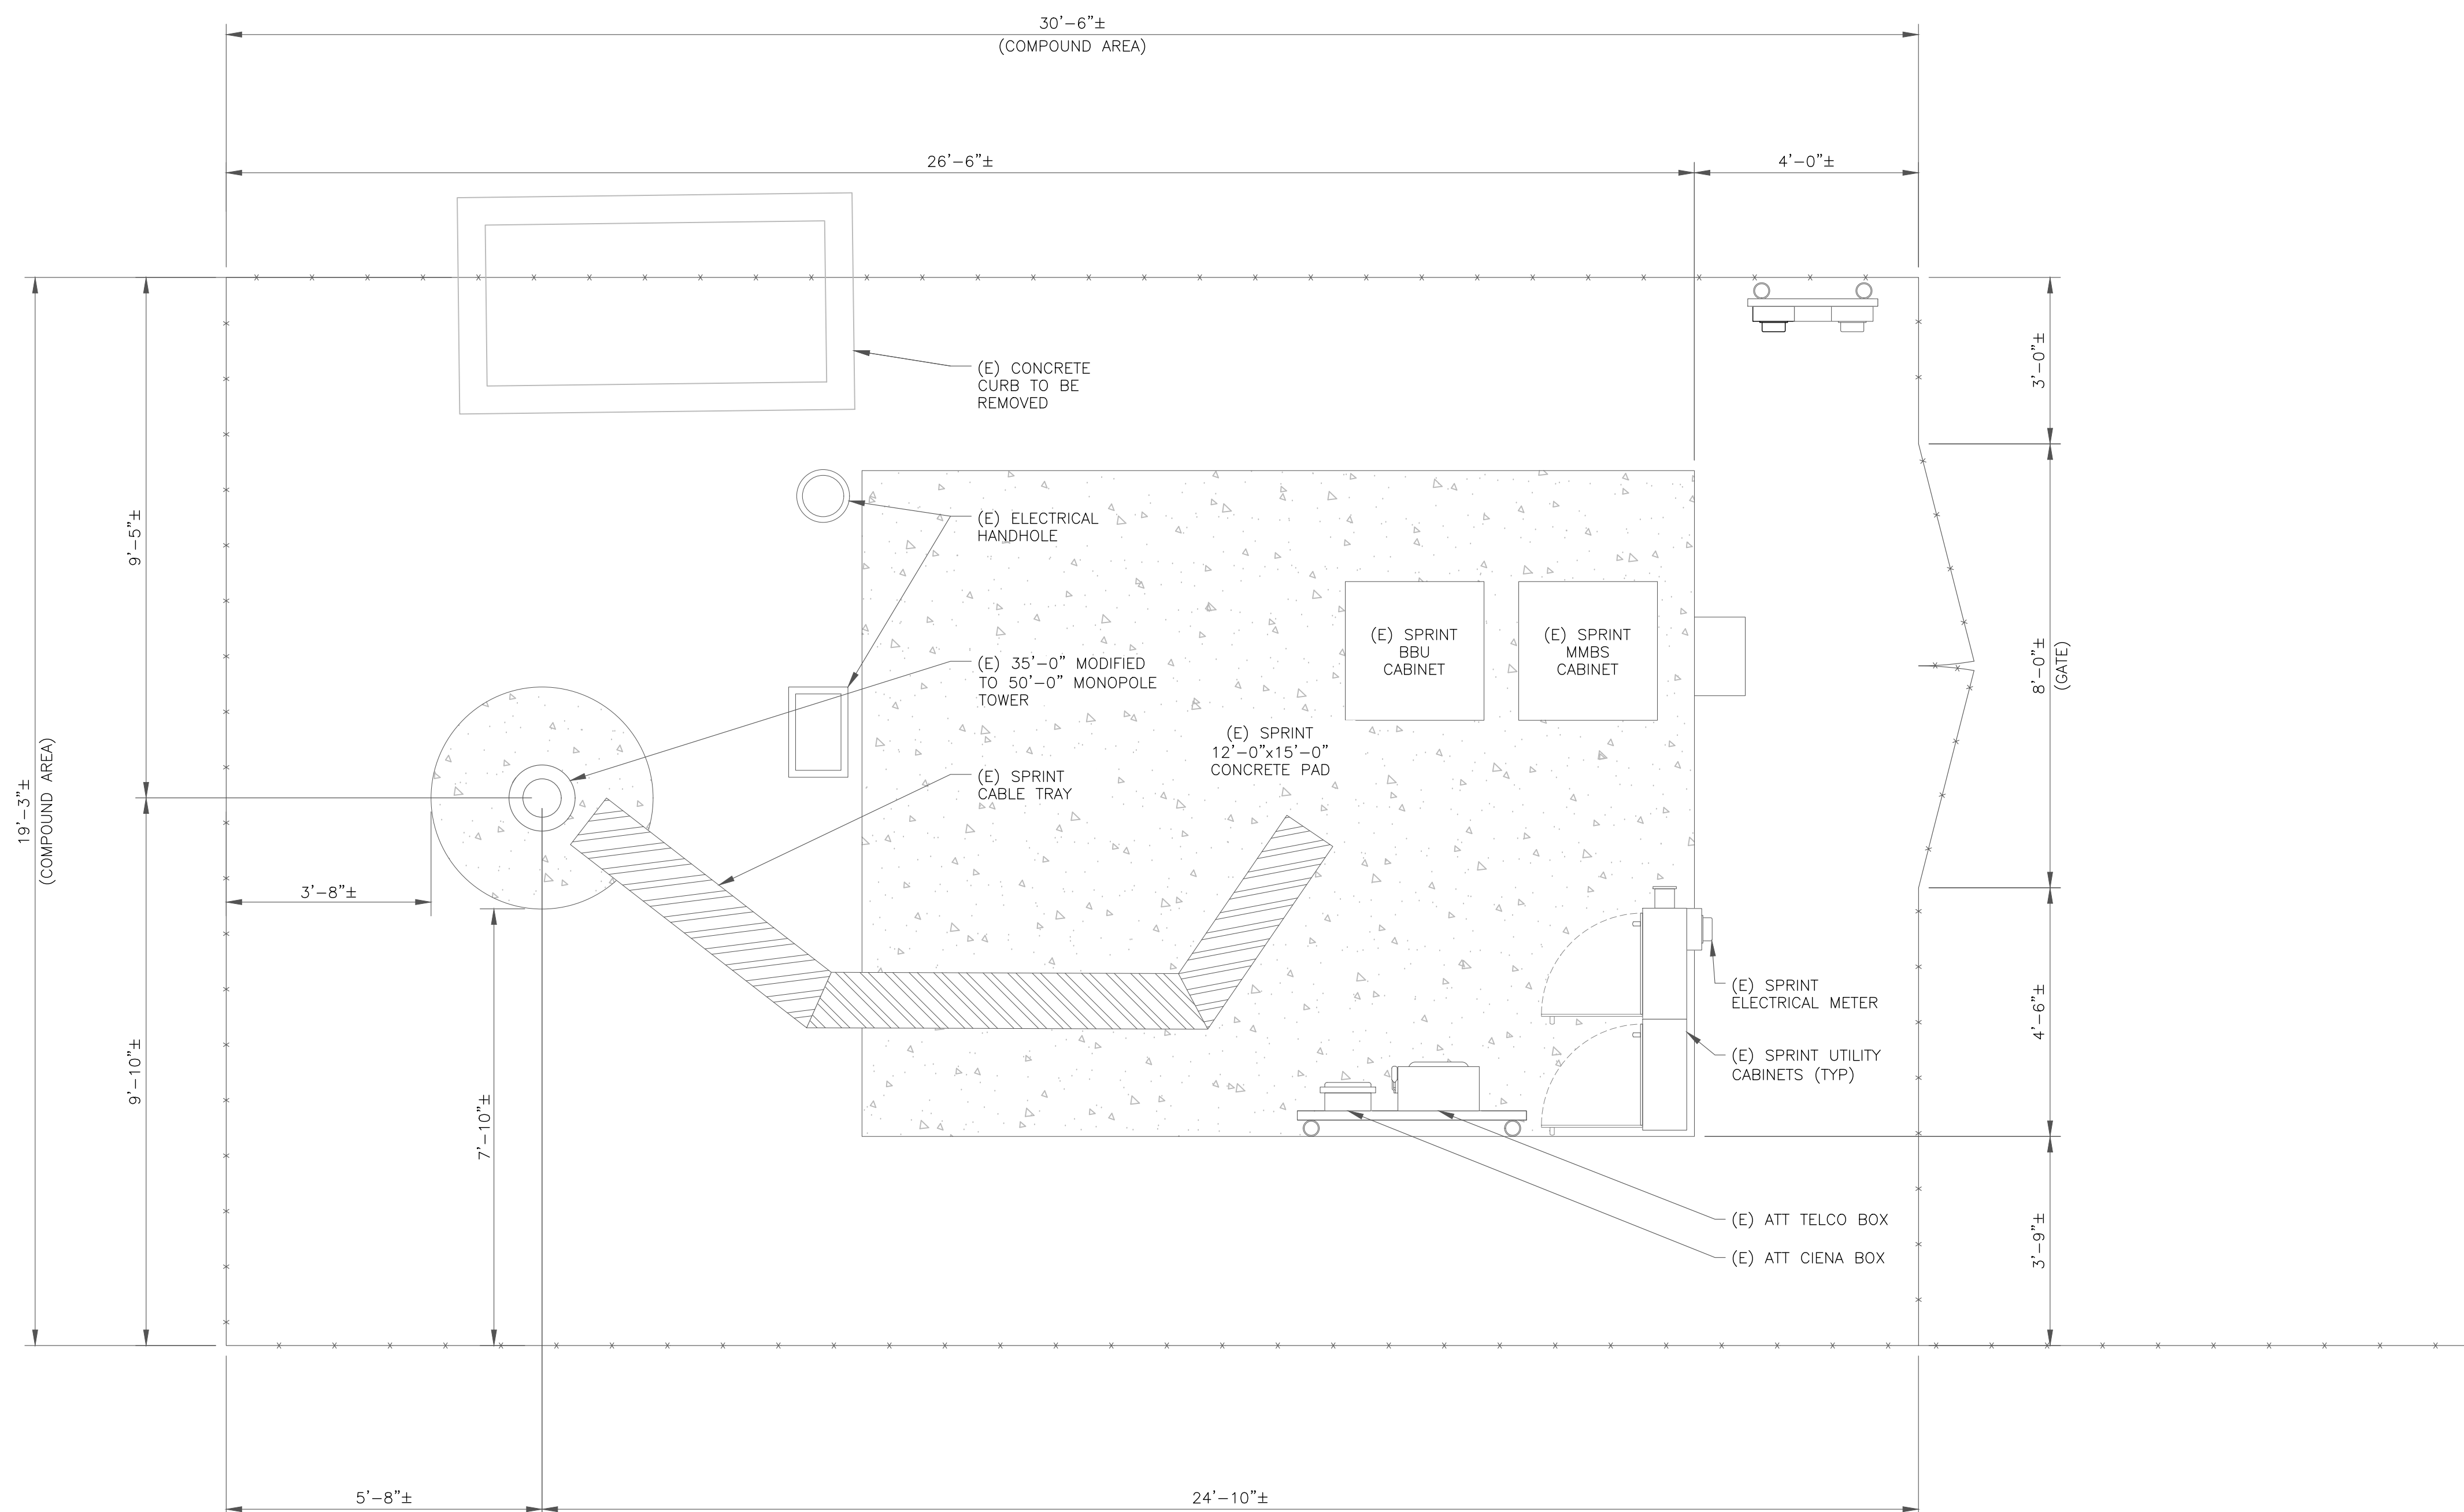 30'-6"±
(COMPOUND AREA)
26'-6"±
4'-0"±
(E) CONCRETE
CURB TO BE
REMOVED
3'-0"±
9'-5"±
(E) ELECTRICAL
HANDHOLE
(E) SPRINT
BBU
CABINET
(E) SPRINT
MMBS
CABINET
8'-0"±
(GATE)
(E) 35'-0" MODIFIED
TO 50'-0" MONOPOLE
TOWER
(E) SPRINT
12'-0"x15'-0"
CONCRETE PAD
(E) SPRINT
CABLE TRAY
19'-3"±
(COMPOUND AREA)
3'-8"±
(E) SPRINT
ELECTRICAL METER
4'-6"±
(E) SPRINT UTILITY
CABINETS (TYP)
9'-10"±
7'-10"±
(E) ATT TELCO BOX
3'-9"±
(E) ATT CIENA BOX
5'-8"±
24'-10"±